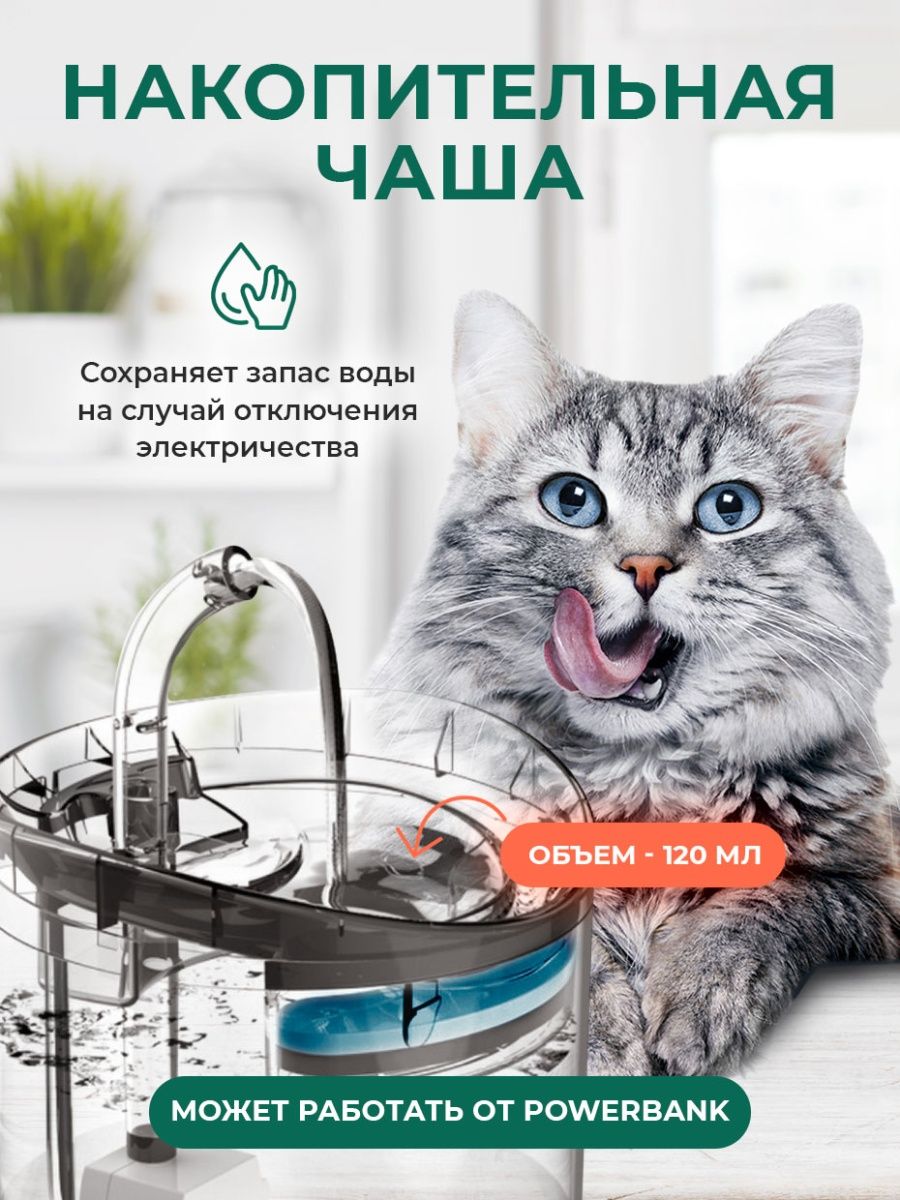 НАКОПИТЕЛЬНАЯ
ЧАША
Сохраняет запас воды
на случай отключения
электричества
ОБЪЕМ - 120 МЛ
МОЖЕТ РАБОТАТЬ ОТ POWERBANK